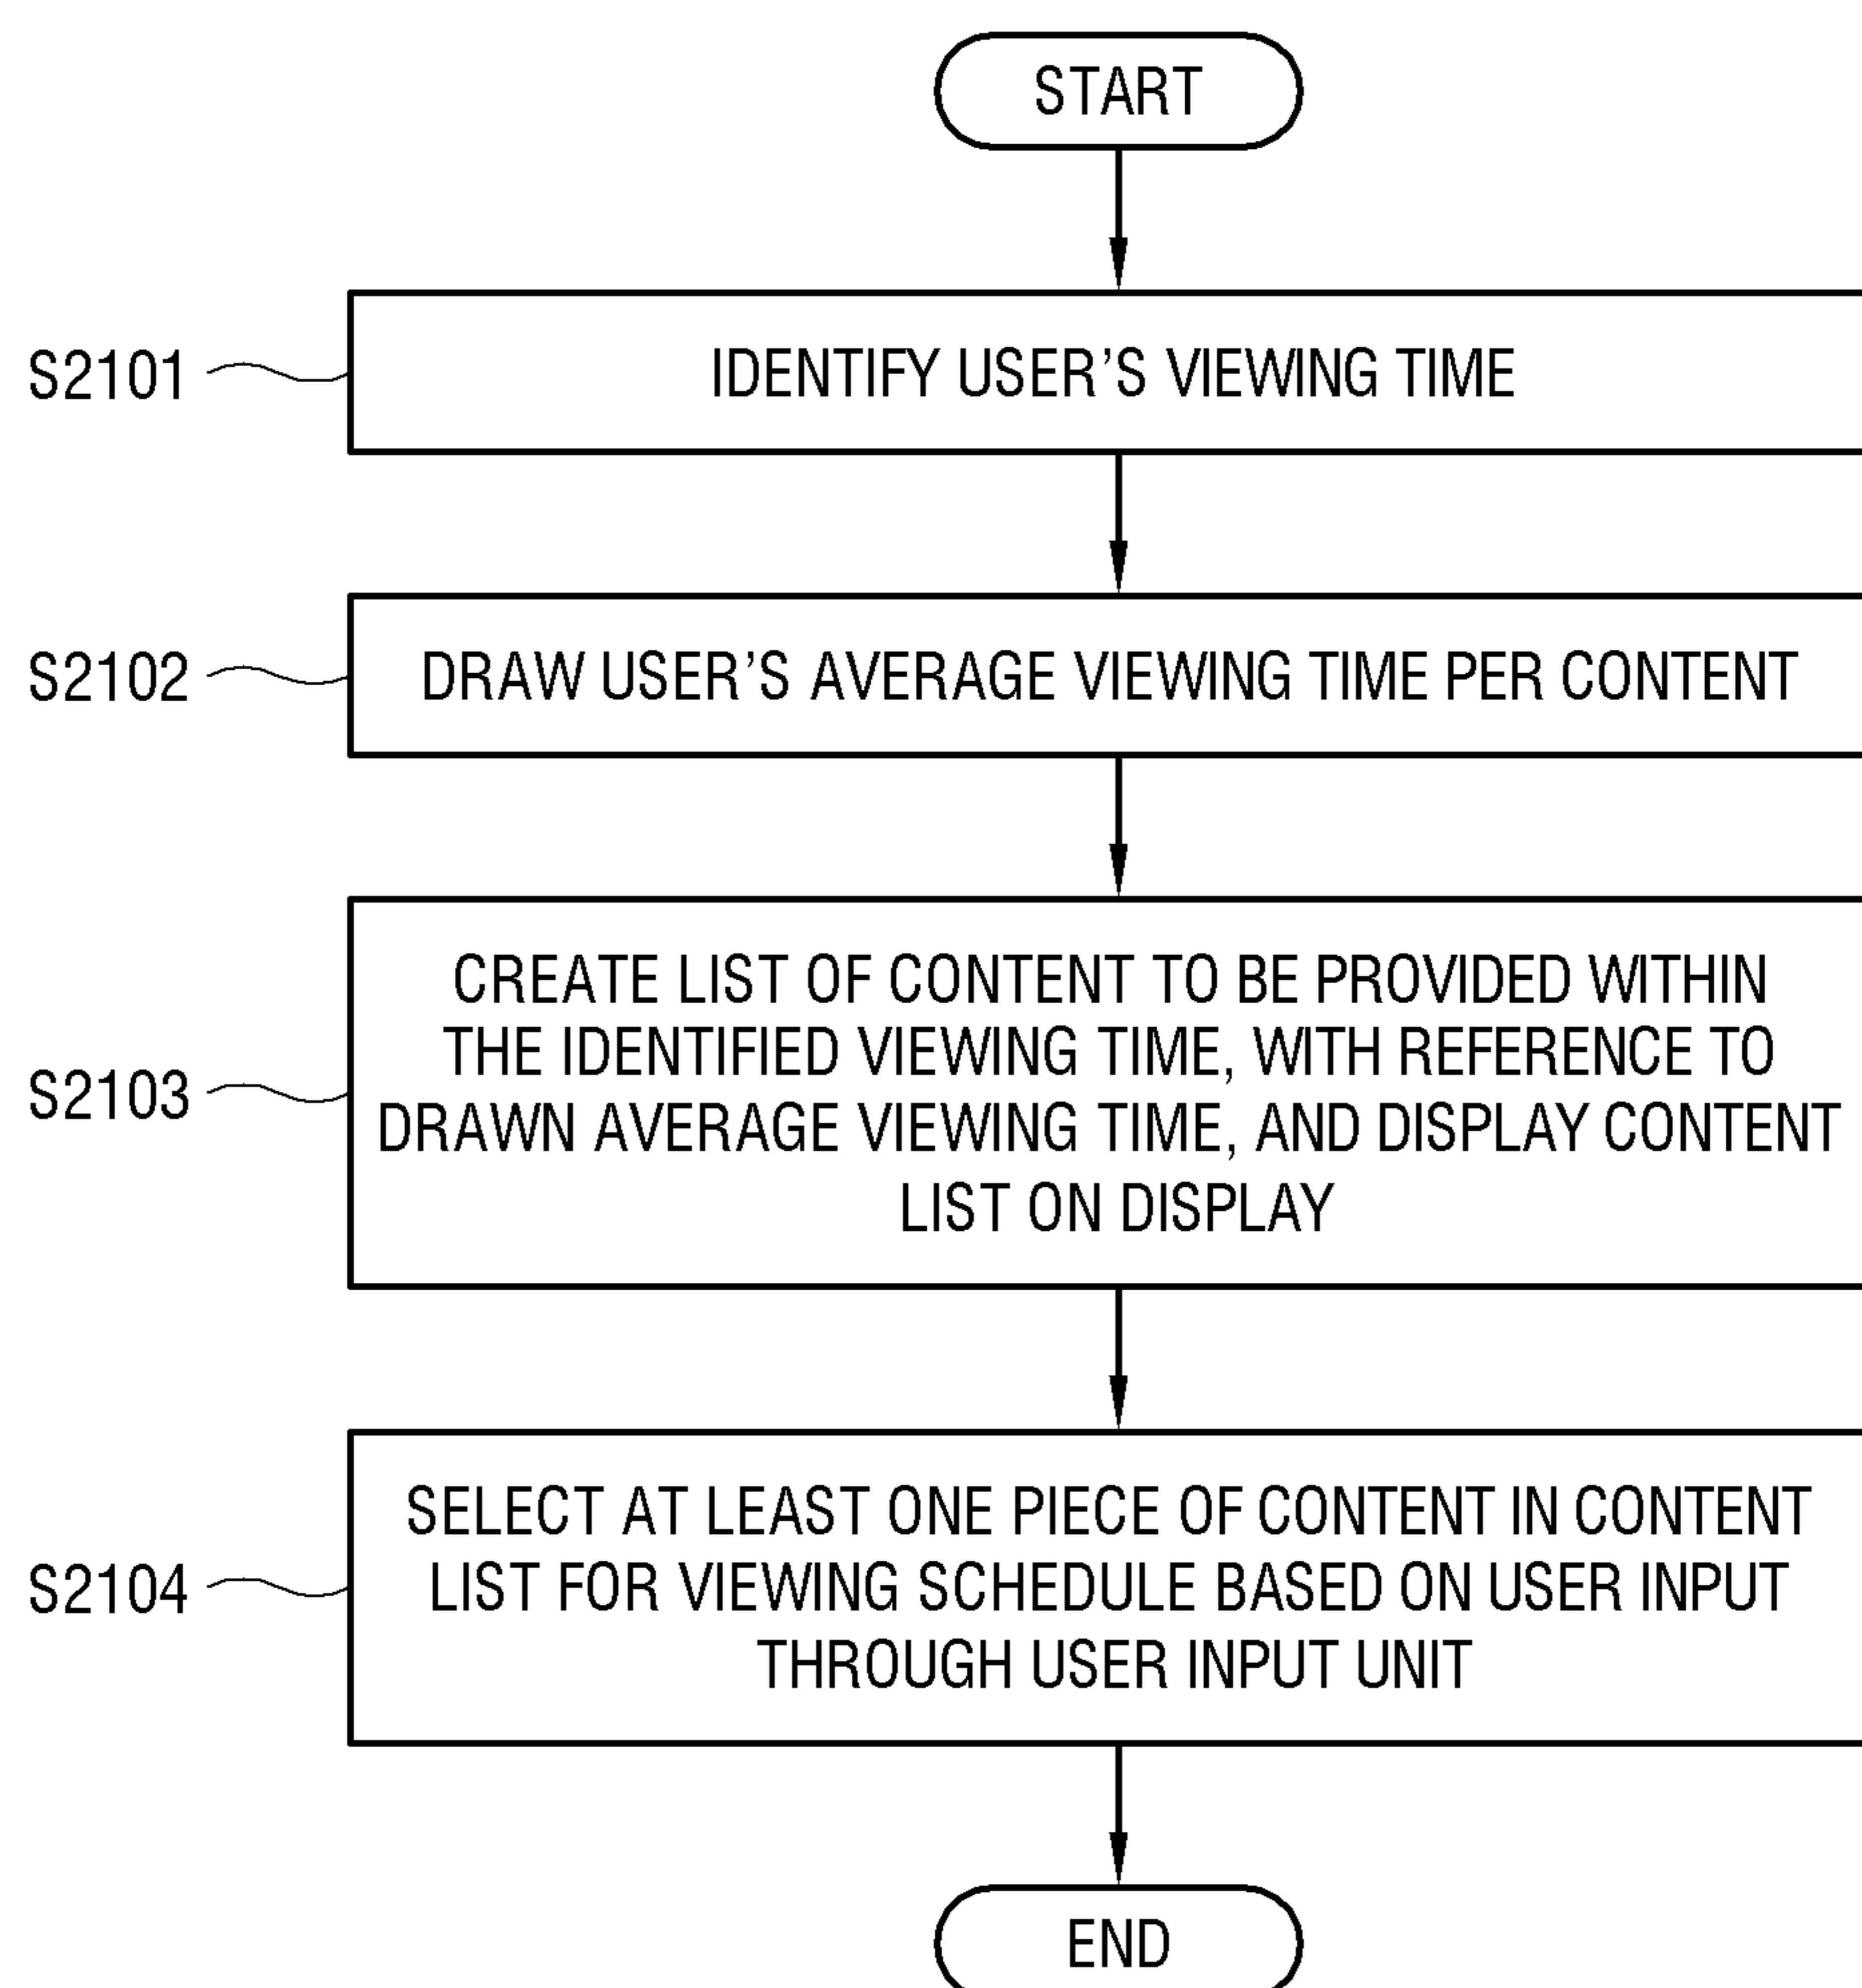 START
S2101
IDENTIFY USER'S VIEWING TIME
S2102
DRAW USER'S AVERAGE VIEWING TIME PER CONTENT
S2103
CREATE LIST OF CONTENT TO BE PROVIDED WITHIN
THE IDENTIFIED VIEWING TIME, WITH REFERENCE TO
DRAWN AVERAGE VIEWING TIME, AND DISPLAY CONTENT
LIST ON DISPLAY
S2104
SELECT AT LEAST ONE PIECE OF CONTENT IN CONTENT
LIST FOR VIEWING SCHEDULE BASED ON USER INPUT
THROUGH USER INPUT UNIT
END